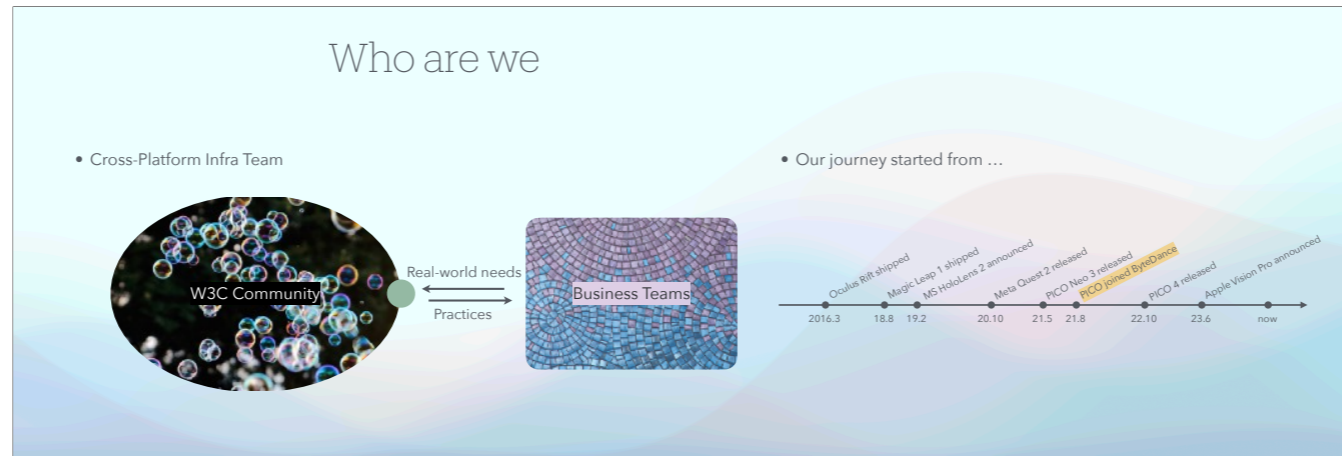 Who are we
• Cross-Platform Infra Team
W3C Community
Real-world needs
Practices
Business Teams
• Our journey started from …
Oculus Rift shipped
Magic Leap 1 shipped
MS HoloLens 2 announced
Meta Quest 2 released
PICO Neo 3 released
PICO joined ByteDance
PICO 4 released
Apple Vision Pro announced
2016.3
18.8
19.2
20.10
21.5
21.8
22.10
23.6
now